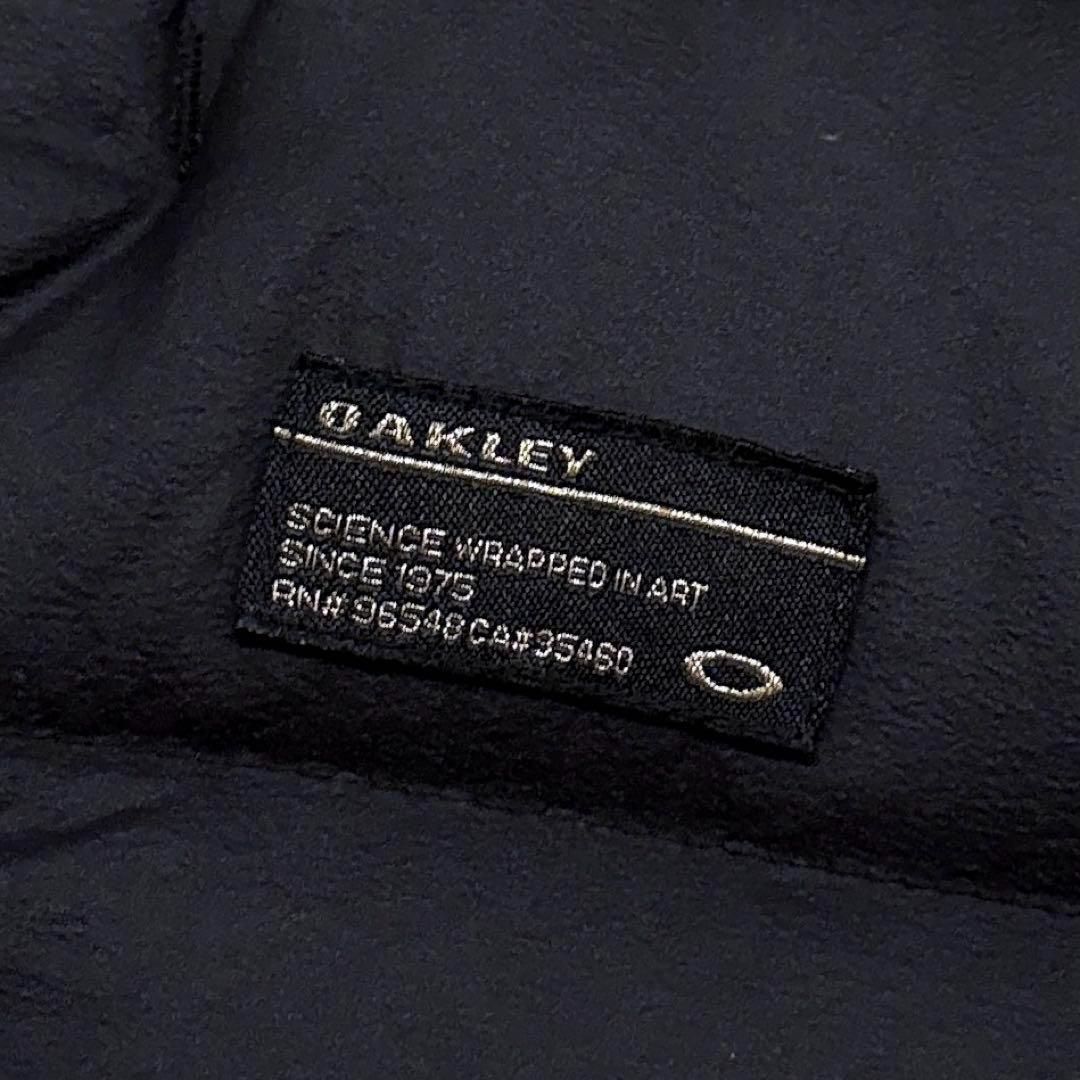 OAKLEY
SCIENCE WRAPPED IN ART
SINCE 1975
RN# 96548 CA#35460